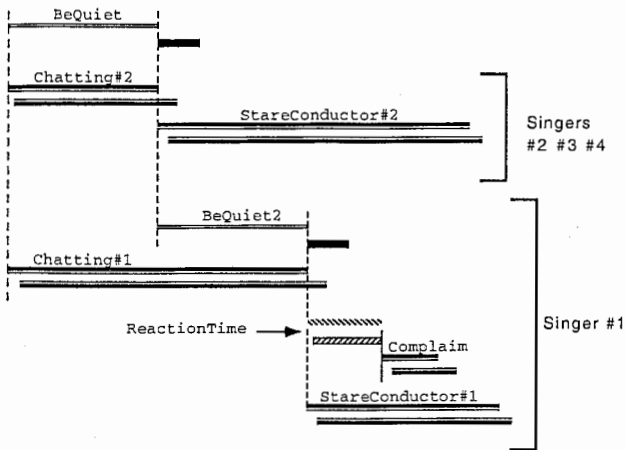 BeQuiet
Chatting#2
StareConductor#2
Singers
#2 #3 #4
BeQuiet2
Chatting#1
Singer #1
ReactionTime
Complaim
StareConductor#1